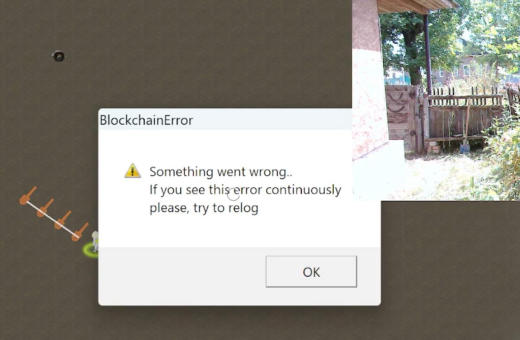 BlockchainError
Something went wrong..
If you see this error continuously
please, try to relog
OK